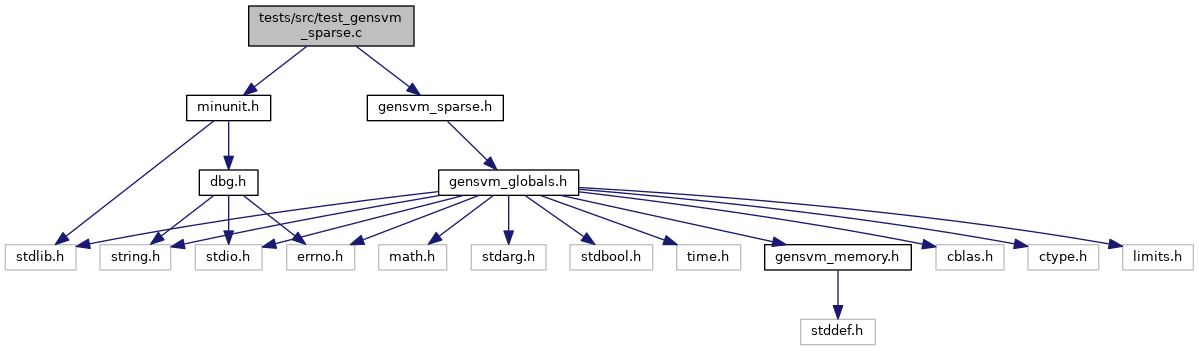 tests/src/test_gensvm
_sparse.c
minunit.h
gensvm_sparse.h
dbg.h
gensvm_globals.h
stdlib.h
string.h
stdio.h
errno.h
math.h
stdarg.h
stdbool.h
time.h
gensvm_memory.h
cblas.h
ctype.h
limits.h
stddef.h